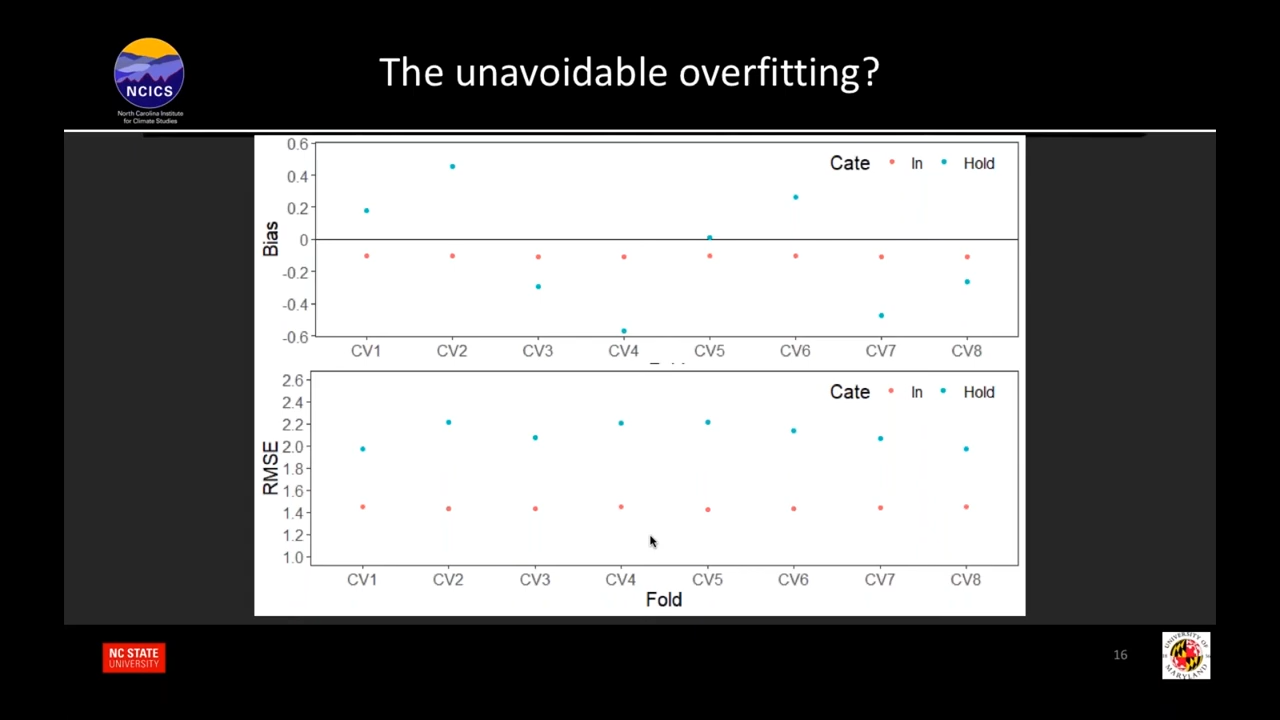 The unavoidable overfitting?
NCICS
North Carolina Institute
for Climate Studies
Cate In Hold
Bias
0.6
0.4
0.2
0
-0.2
-0.4
-0.6
CV1 CV2 CV3 CV4 CV5 CV6 CV7 CV8
Cate In Hold
RMSE
2.6
2.4
2.2
2.0
1.8
1.6
1.4
1.2
1.0
CV1 CV2 CV3 CV4 CV5 CV6 CV7 CV8
Fold
NC STATE
UNIVERSITY
16
UNIVERSITY OF
MARYLAND